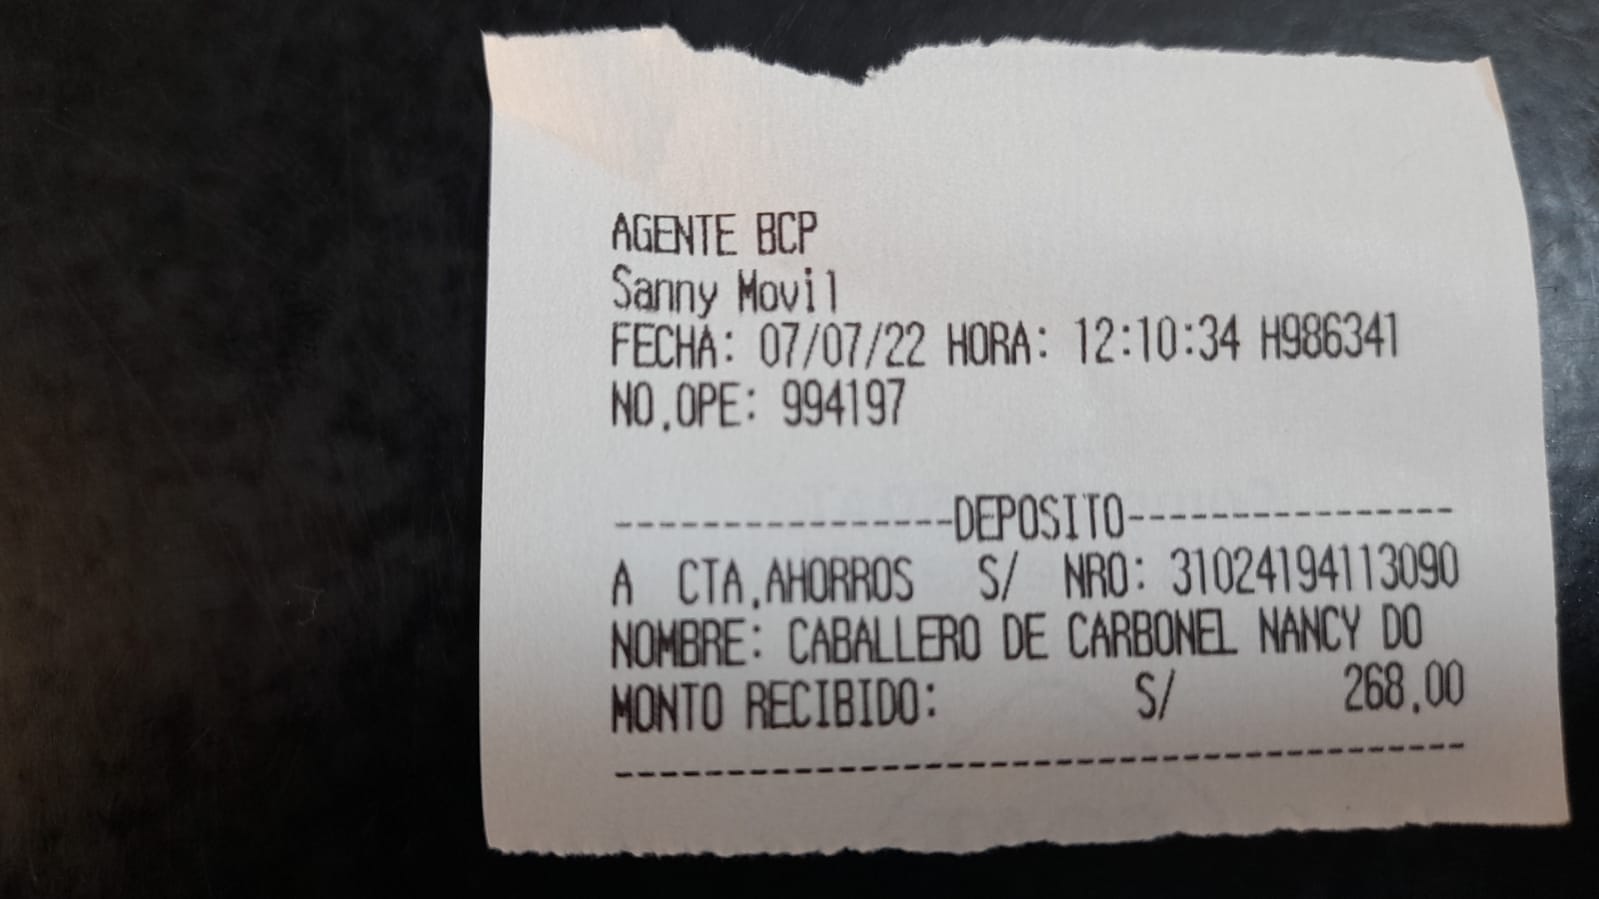 AGENTE BCP
Sanny Movil
FECHA: 07/07/22 HORA: 12:10:34 H986341
NO.OPE: 994197
----------------DEPOSITO----------------
A CTA.AHORROS S/ NRO: 31024194113090
NOMBRE: CABALLERO DE CARBONEL NANCY DO
MONTO RECIBIDO: S/ 268.00
----------------------------------------